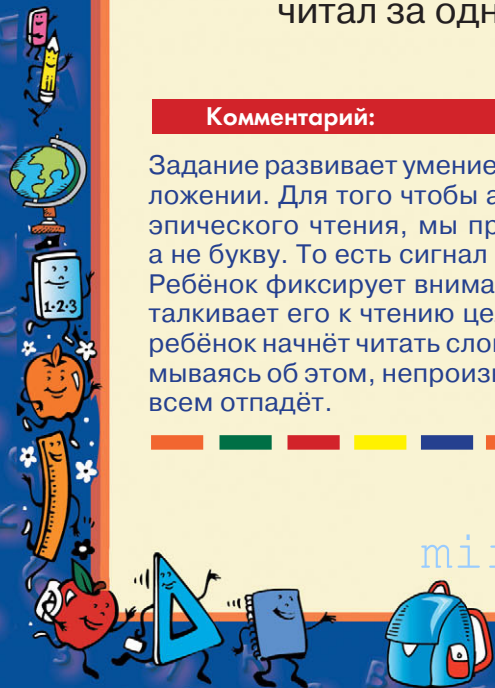 читал за одн
Комментарий:
Задание развивает умение
ложении. Для того чтобы а
эпического чтения, мы пр
а не букву. То есть сигнал
Ребёнок фиксирует внима
талкивает его к чтению це
ребёнок начнёт читать слов
мываясь об этом, непроиз
всем отпадёт.
1-2-3
mir